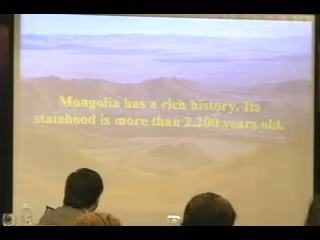 Mongolia has a rich history. Its
statehood is more than 2,200 years old.